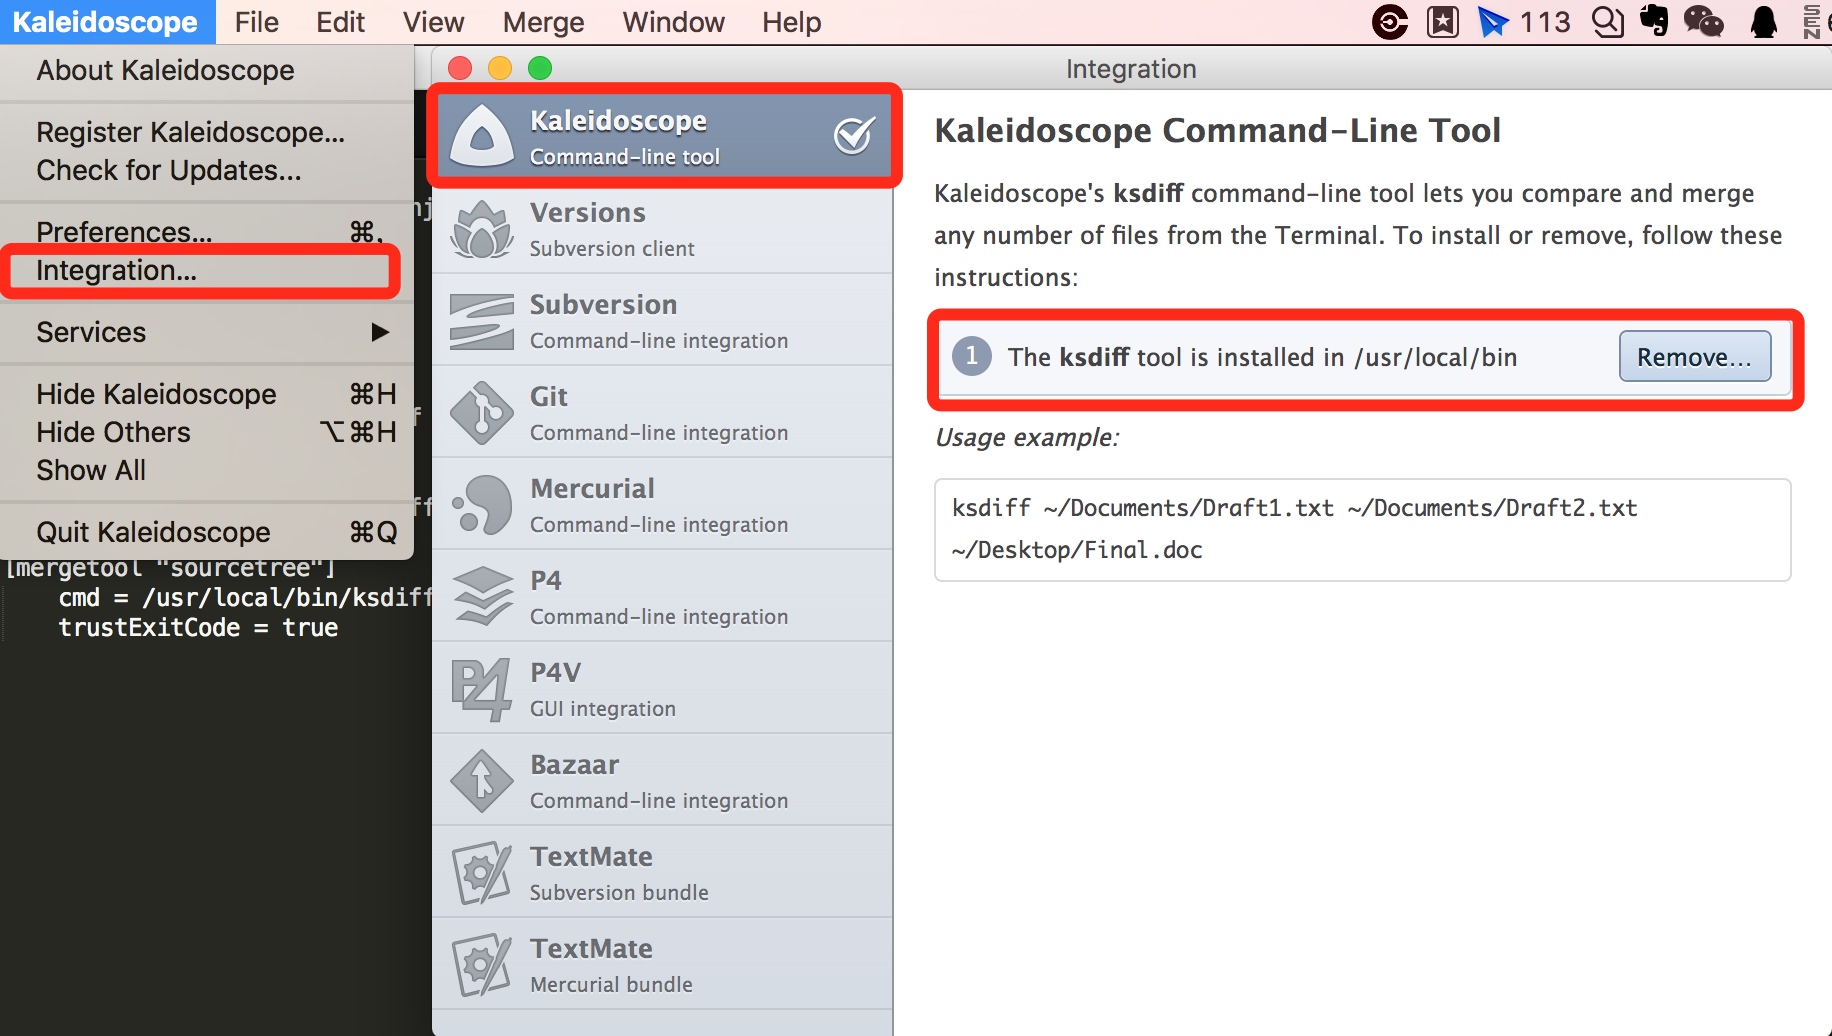 Kaleidoscope File Edit View Merge Window Help 113
About Kaleidoscope
Register Kaleidoscope...
Check for Updates...
Preferences... ⌘,
Integration...
Services ▶
Hide Kaleidoscope ⌘H
Hide Others ⌥⌘H
Show All
Quit Kaleidoscope ⌘Q
[mergetool "sourcetree"]
cmd = /usr/local/bin/ksdiff
trustExitCode = true
Integration
Kaleidoscope
Command-line tool
Versions
Subversion client
Subversion
Command-line integration
Git
Command-line integration
Mercurial
Command-line integration
P4
Command-line integration
P4V
GUI integration
Bazaar
Command-line integration
TextMate
Subversion bundle
TextMate
Mercurial bundle
Kaleidoscope Command-Line Tool
Kaleidoscope's ksdiff command-line tool lets you compare and merge
any number of files from the Terminal. To install or remove, follow these
instructions:
1 The ksdiff tool is installed in /usr/local/bin Remove...
Usage example:
ksdiff ~/Documents/Draft1.txt ~/Documents/Draft2.txt
~/Desktop/Final.doc